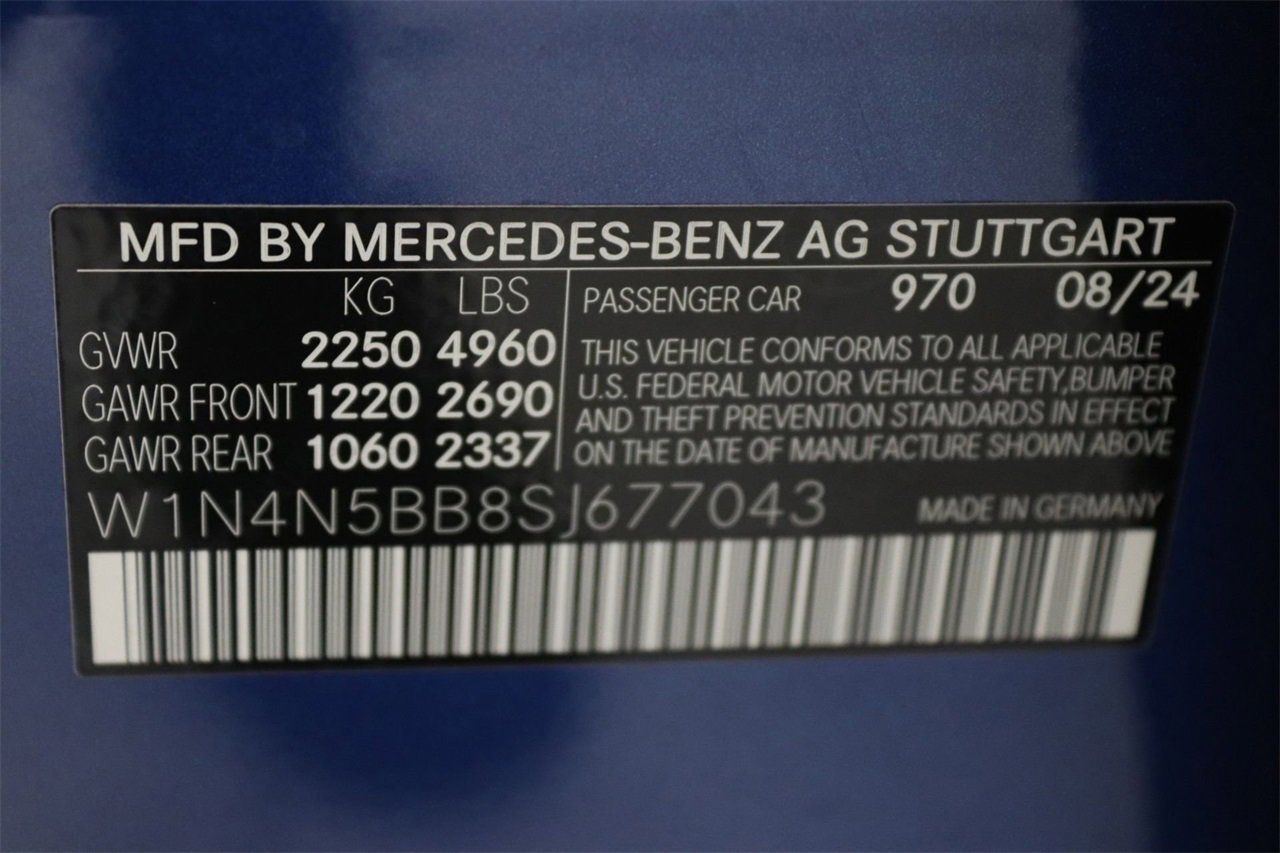 MFD BY MERCEDES-BENZ AG STUTTGART
KG LBS
GVWR 2250 4960
GAWR FRONT 1220 2690
GAWR REAR 1060 2337
PASSENGER CAR 970 08/24
THIS VEHICLE CONFORMS TO ALL APPLICABLE
U.S. FEDERAL MOTOR VEHICLE SAFETY,BUMPER
AND THEFT PREVENTION STANDARDS IN EFFECT
ON THE DATE OF MANUFACTURE SHOWN ABOVE
W1N4N5BB8SJ677043
MADE IN GERMANY